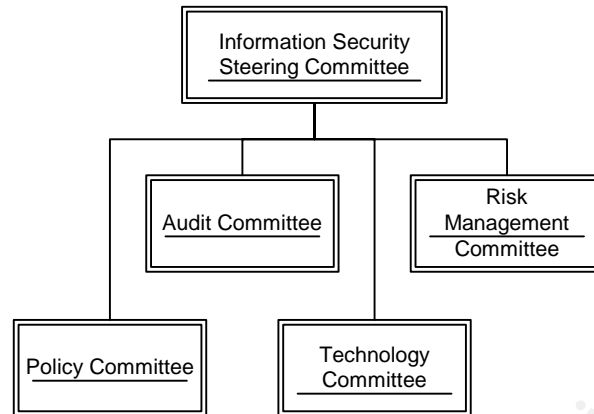 Information Security
Steering Committee
Audit Committee
Risk
Management
Committee
Policy Committee
Technology
Committee